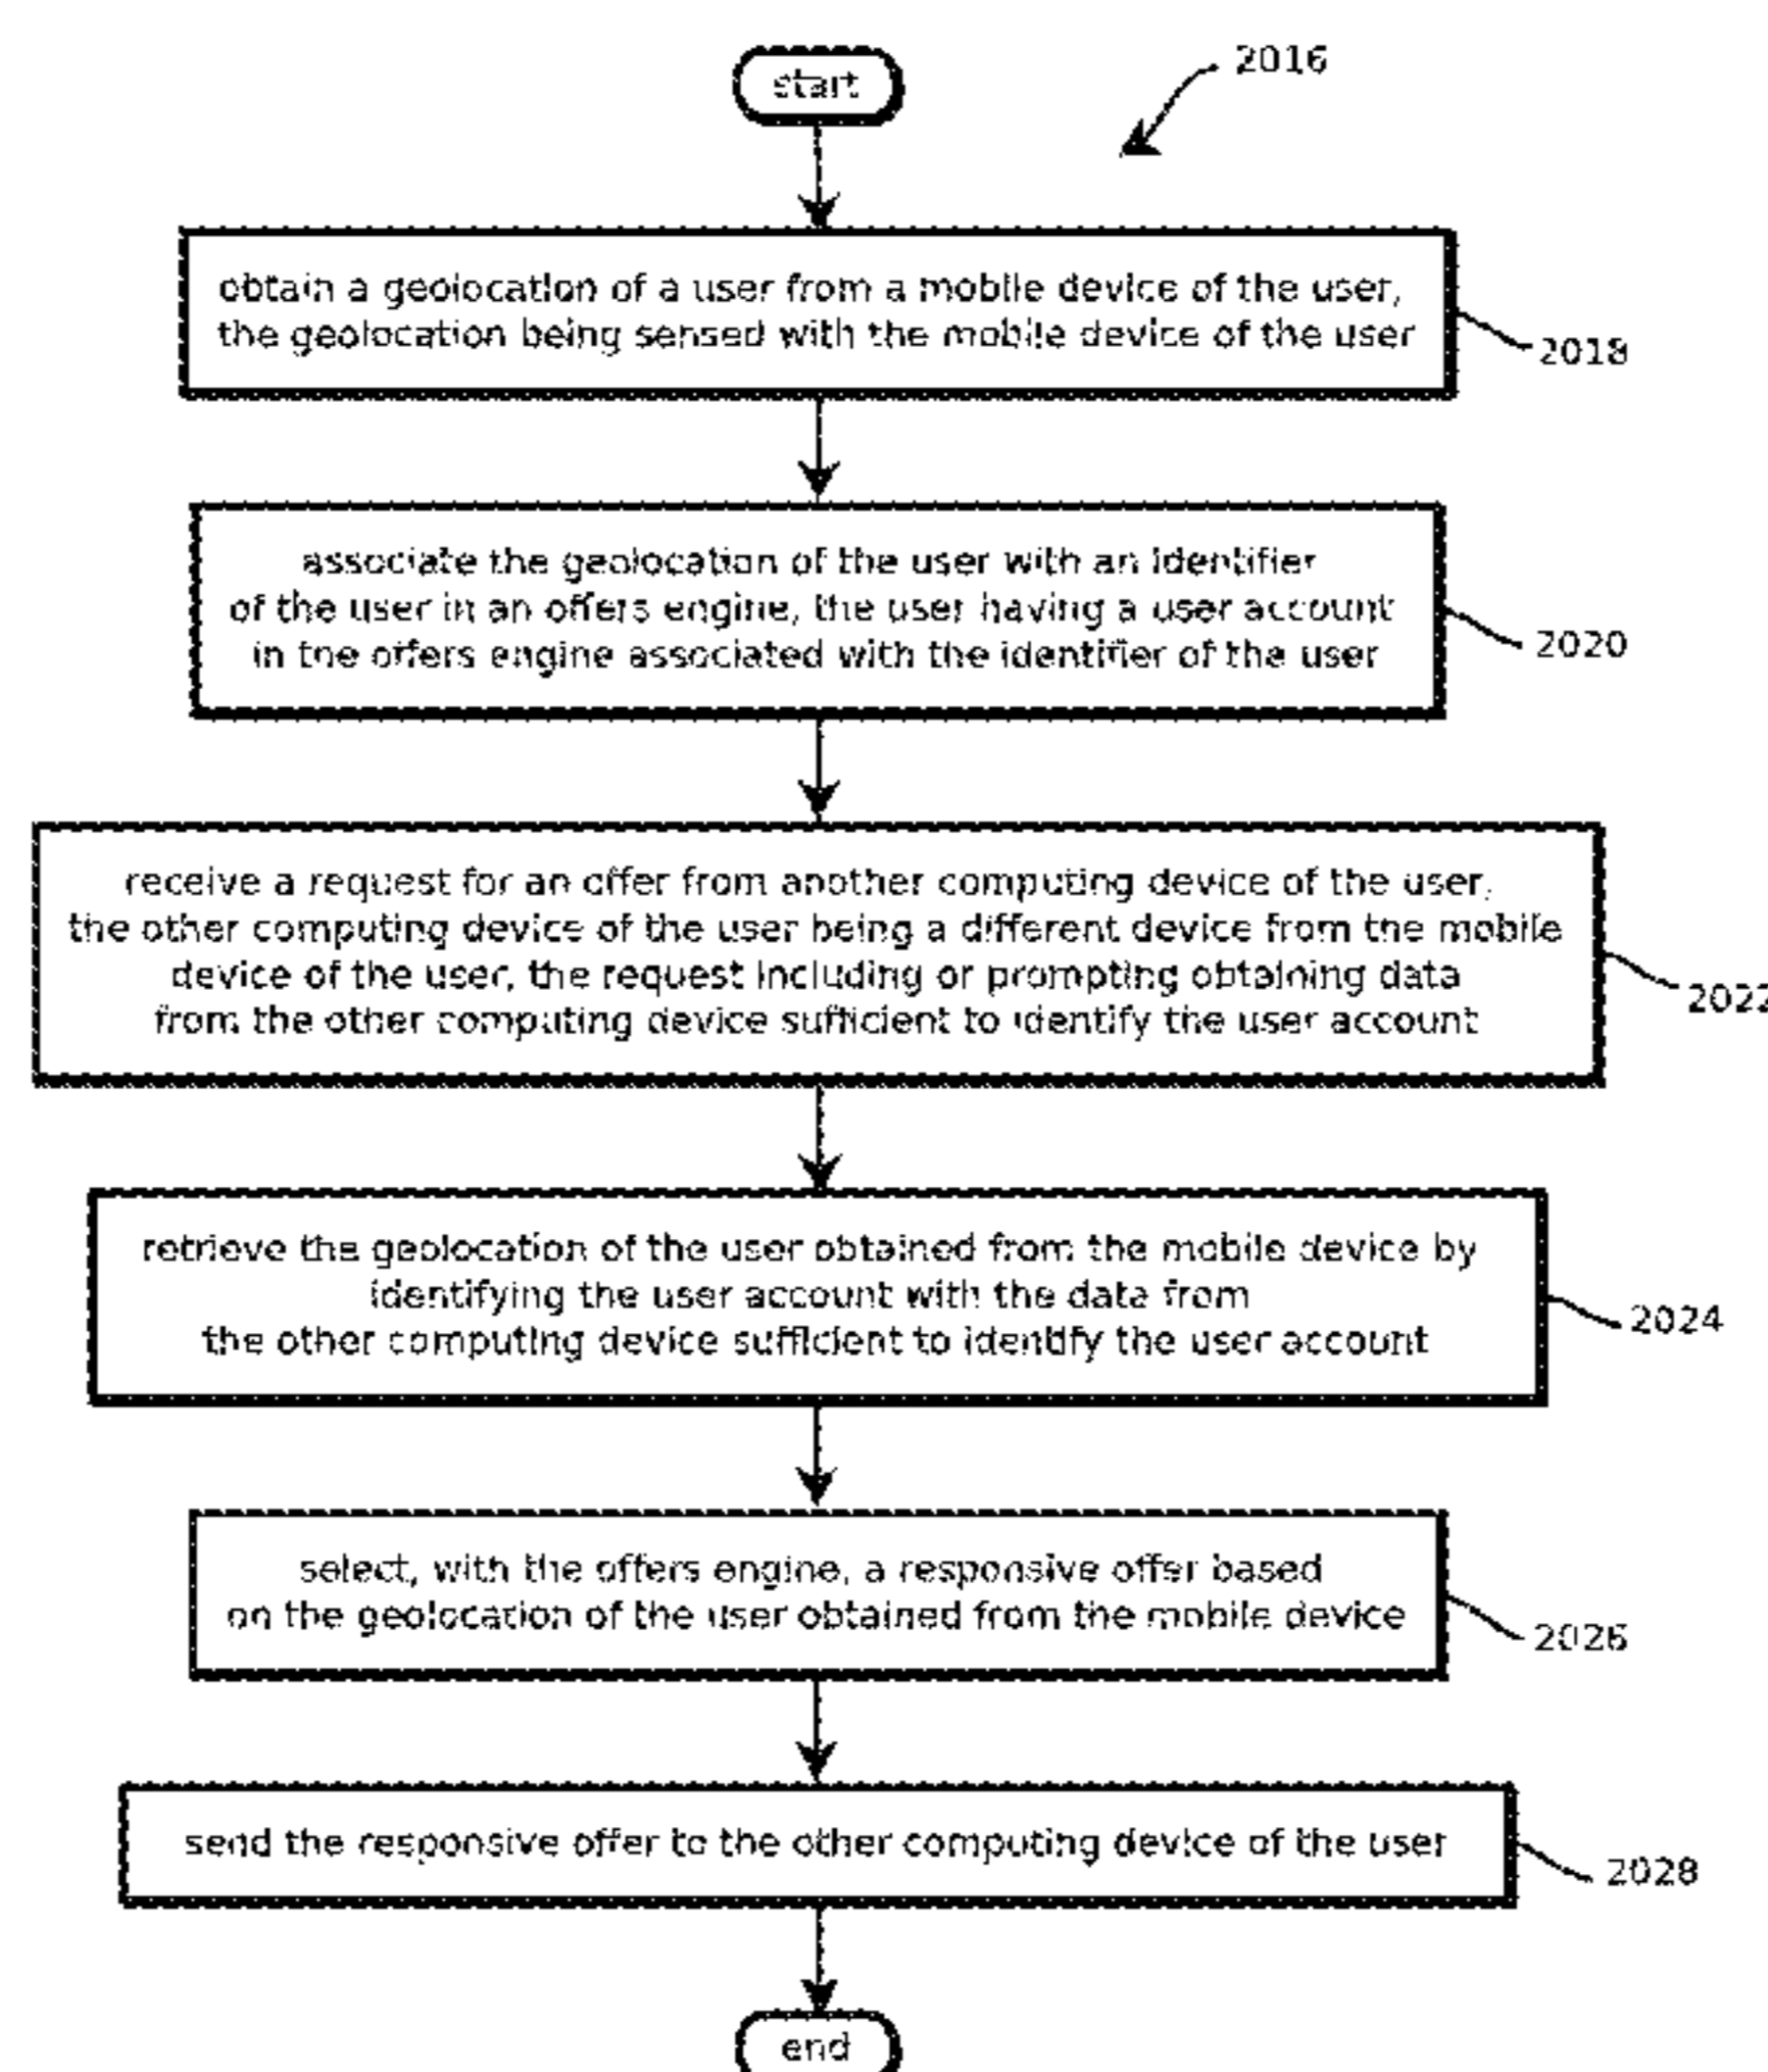 start
2016
obtain a geolocation of a user from a mobile device of the user,
the geolocation being sensed with the mobile device of the user
2018
associate the geolocation of the user with an identifier
of the user in an offers engine, the user having a user account
in the offers engine associated with the identifier of the user
2020
receive a request for an offer from another computing device of the user,
the other computing device of the user being a different device from the mobile
device of the user, the request including or prompting obtaining data
from the other computing device sufficient to identify the user account
2022
retrieve the geolocation of the user obtained from the mobile device by
identifying the user account with the data from
the other computing device sufficient to identify the user account
2024
select, with the offers engine, a responsive offer based
on the geolocation of the user obtained from the mobile device
2026
send the responsive offer to the other computing device of the user
2028
end